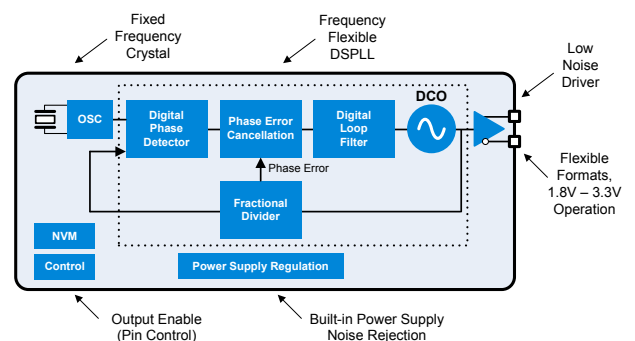 Fixed
Frequency
Crystal
Frequency
Flexible
DSPLL
Low
Noise
Driver
OSC
Digital
Phase
Detector
Phase Error
Cancellation
Digital
Loop
Filter
DCO
Phase Error
Fractional
Divider
Flexible
Formats,
1.8V – 3.3V
Operation
NVM
Control
Power Supply Regulation
Output Enable
(Pin Control)
Built-in Power Supply
Noise Rejection